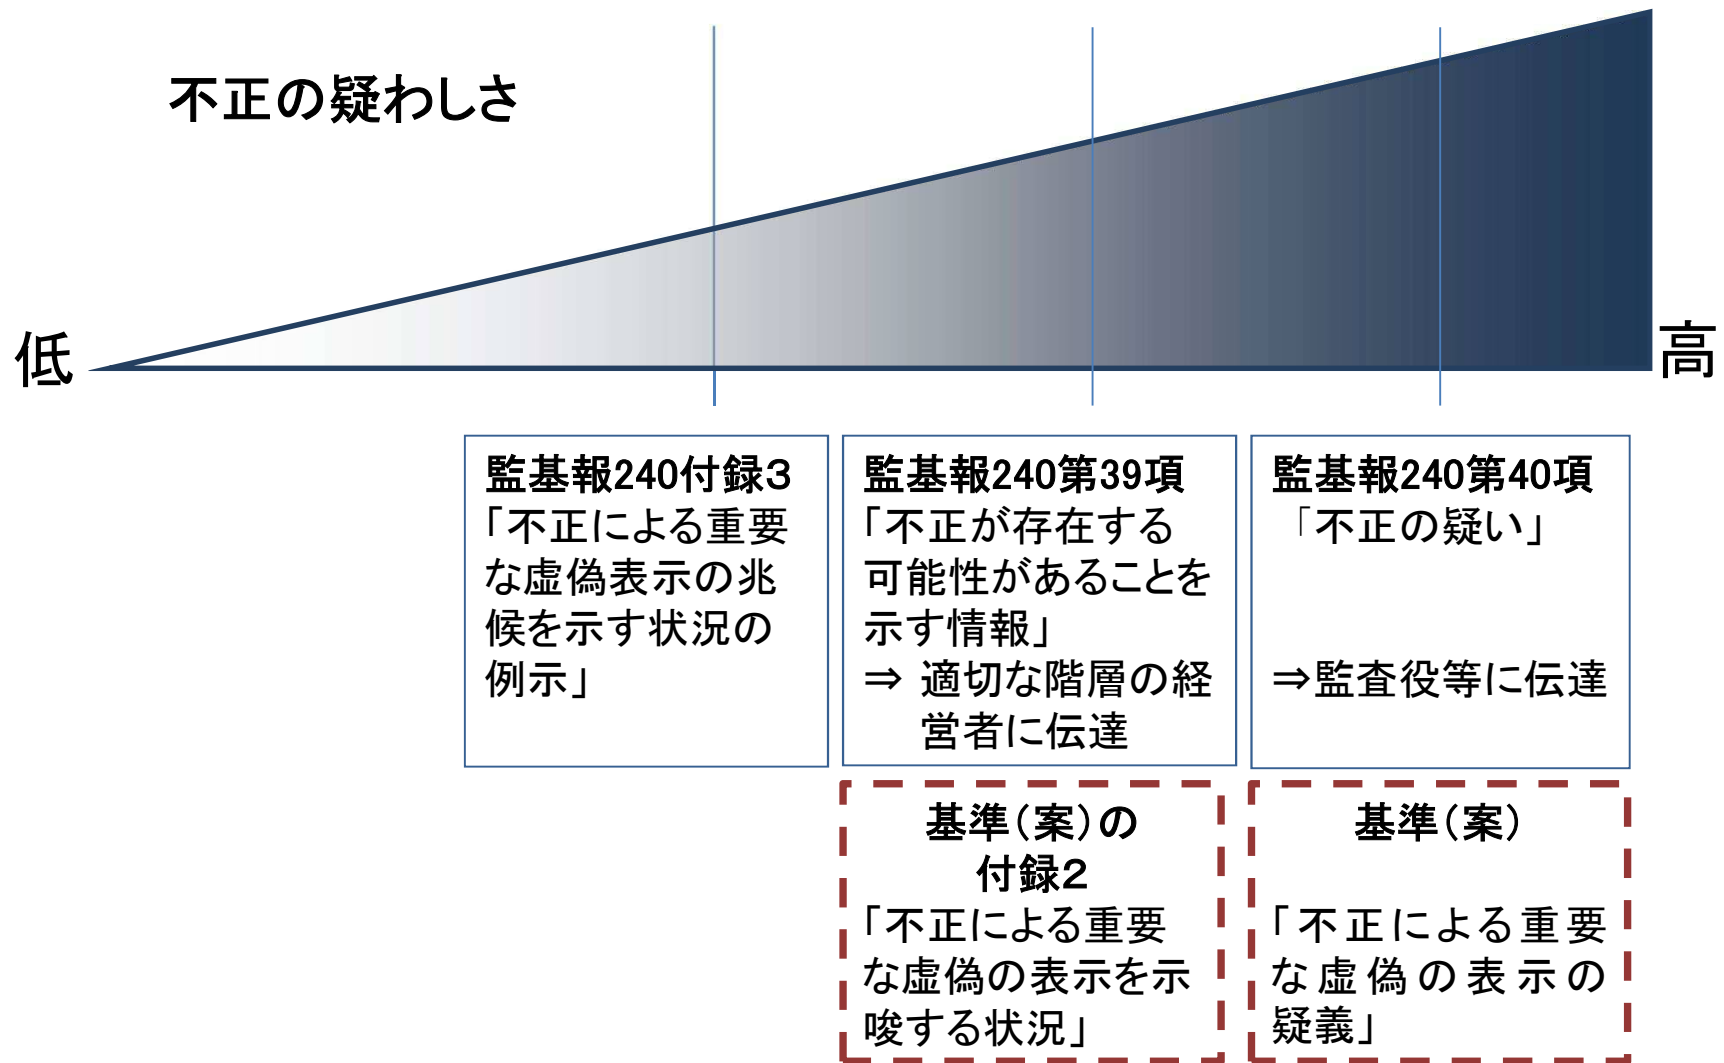 不正の疑わしさ
低
高
監基報240付録3
「不正による重要
な虚偽表示の兆
候を示す状況の
例示」
監基報240第39項
「不正が存在する
可能性があることを
示す情報」
⇒ 適切な階層の経
営者に伝達
監基報240第40項
「不正の疑い」
⇒監査役等に伝達
基準(案)の
付録2
「不正による重要
な虚偽の表示を示
唆する状況」
基準(案)
「不正による重要
な虚偽の表示の
疑義」